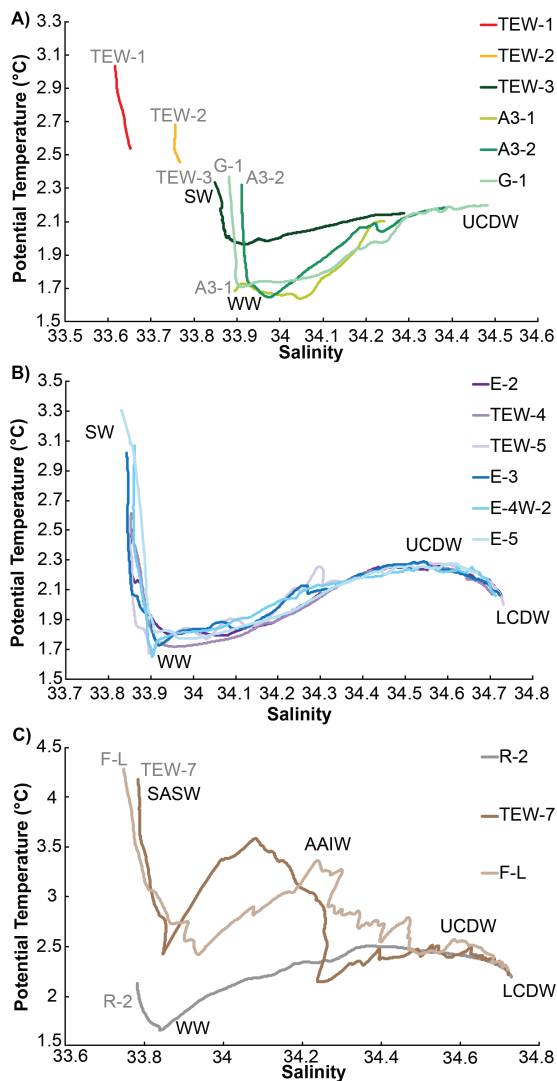 A)
3.3
3.1
2.9
2.7
2.5
2.3
2.1
1.9
1.7
1.5
Potential Temperature (°C)
TEW-1
TEW-2
TEW-3
G-1
A3-2
SW
A3-1
WW
UCDW
TEW-1
TEW-2
TEW-3
A3-1
A3-2
G-1
33.5 33.6 33.7 33.8 33.9 34 34.1 34.2 34.3 34.4 34.5 34.6
Salinity
B)
3.5
3.3
3.1
2.9
2.7
2.5
2.3
2.1
1.9
1.7
1.5
Potential Temperature (°C)
SW
WW
UCDW
LCDW
E-2
TEW-4
TEW-5
E-3
E-4W-2
E-5
33.7 33.8 33.9 34 34.1 34.2 34.3 34.4 34.5 34.6 34.7 34.8
Salinity
C)
4.5
4
3.5
3
2.5
2
1.5
Potential Temperature (°C)
F-L
TEW-7
SASW
AAIW
UCDW
LCDW
R-2
WW
R-2
TEW-7
F-L
33.6 33.8 34 34.2 34.4 34.6 34.8
Salinity